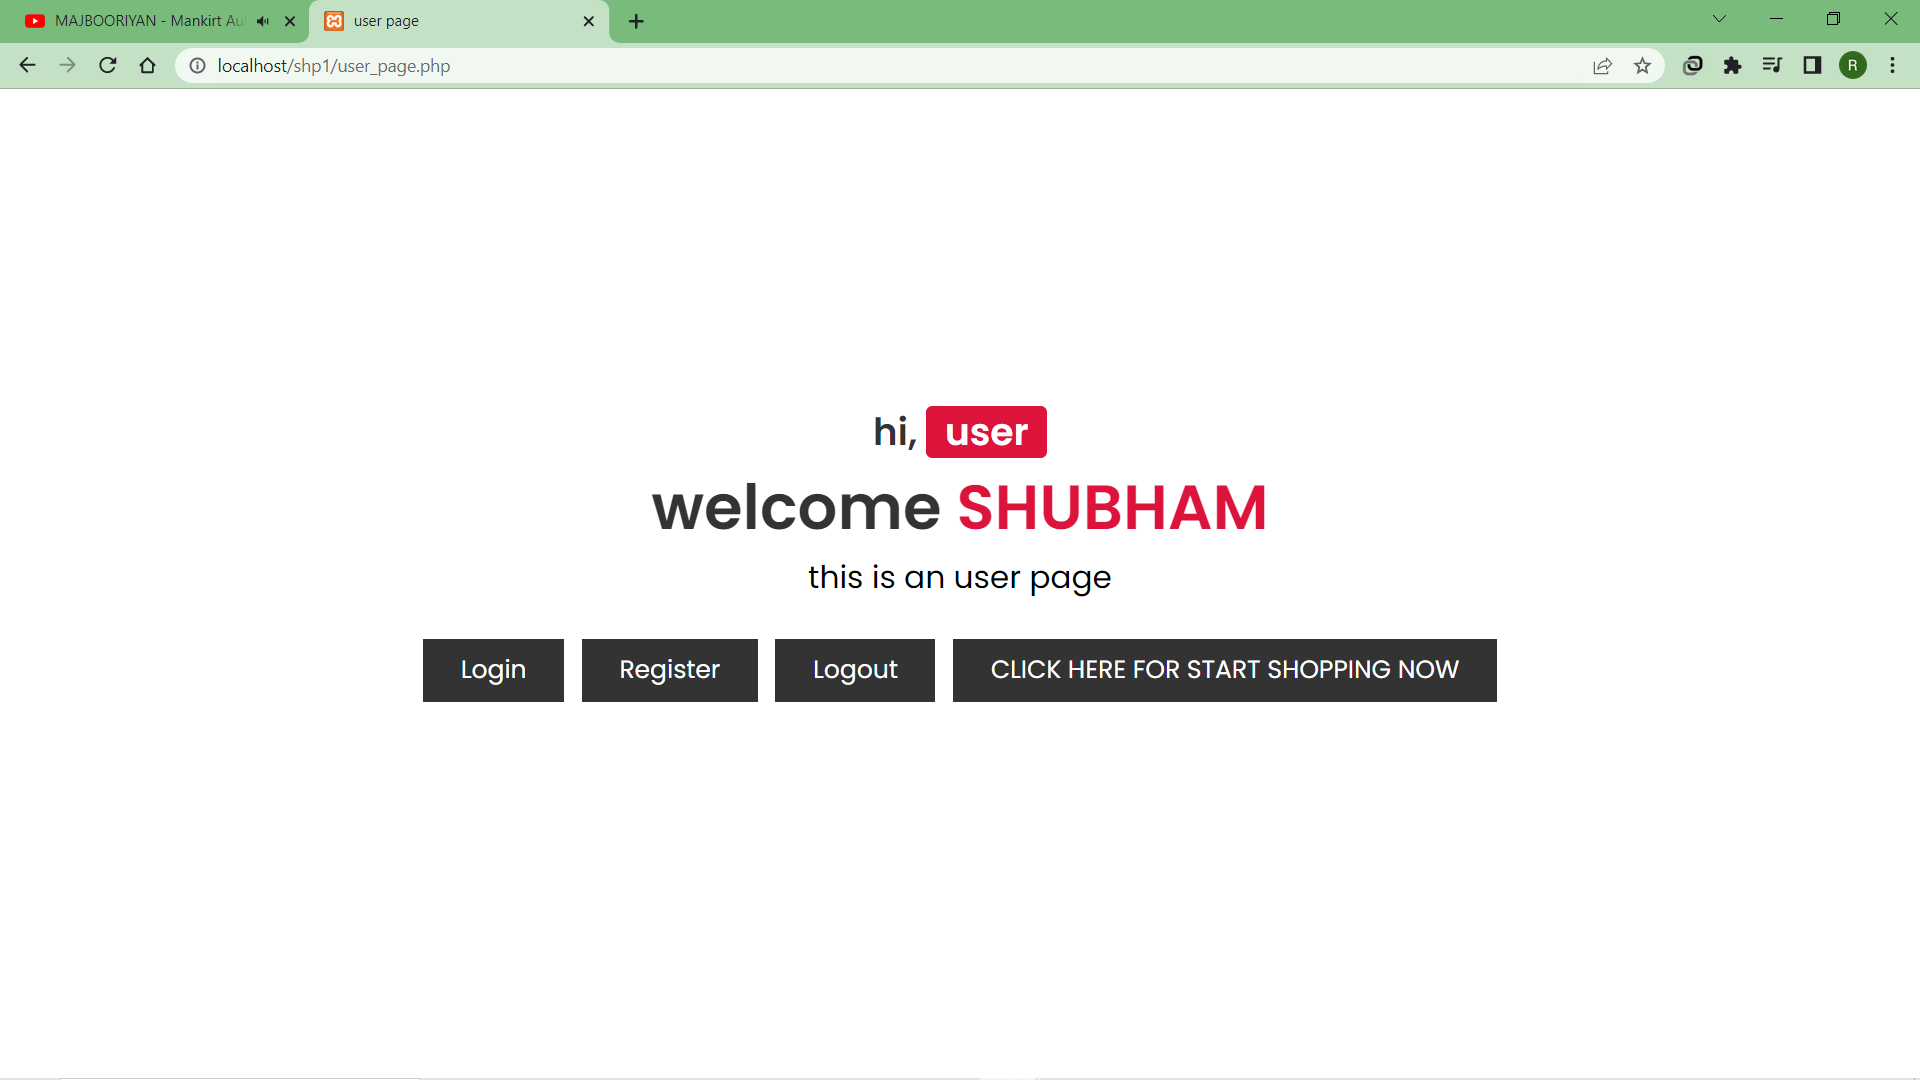 MAJBOORIYAN - Mankirt
user page
localhost/shp1/user_page.php
R
hi, user
welcome SHUBHAM
this is an user page
Login Register Logout CLICK HERE FOR START SHOPPING NOW